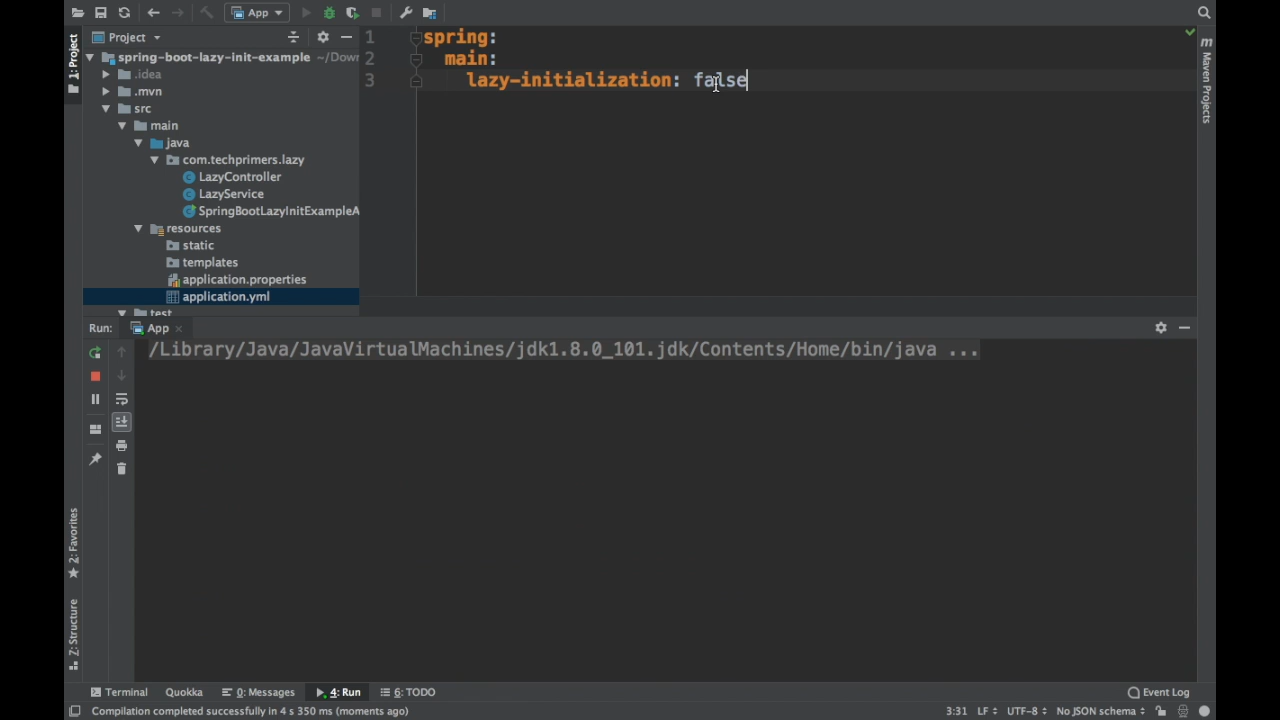 App
1: Project
Project
spring-boot-lazy-init-example ~/Down
.idea
.mvn
src
main
java
com.techprimers.lazy
LazyController
LazyService
SpringBootLazyInitExampleA
resources
static
templates
application.properties
application.yml
test
1 spring:
2 main:
3 lazy-initialization: false
m Maven Projects
Run: App
/Library/Java/JavaVirtualMachines/jdk1.8.0_101.jdk/Contents/Home/bin/java ...
2: Favorites
Z: Structure
Terminal Quokka 0: Messages 4: Run 6: TODO Event Log
Compilation completed successfully in 4 s 350 ms (moments ago) 3:31 LF UTF-8 No JSON schema